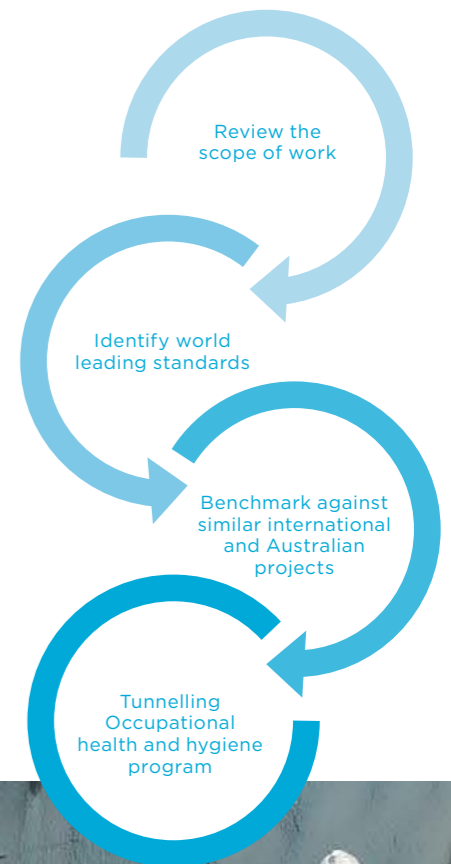 Review the
scope of work
Identify world
leading standards
Benchmark against
similar international
and Australian
projects
Tunnelling
Occupational
health and hygiene
program